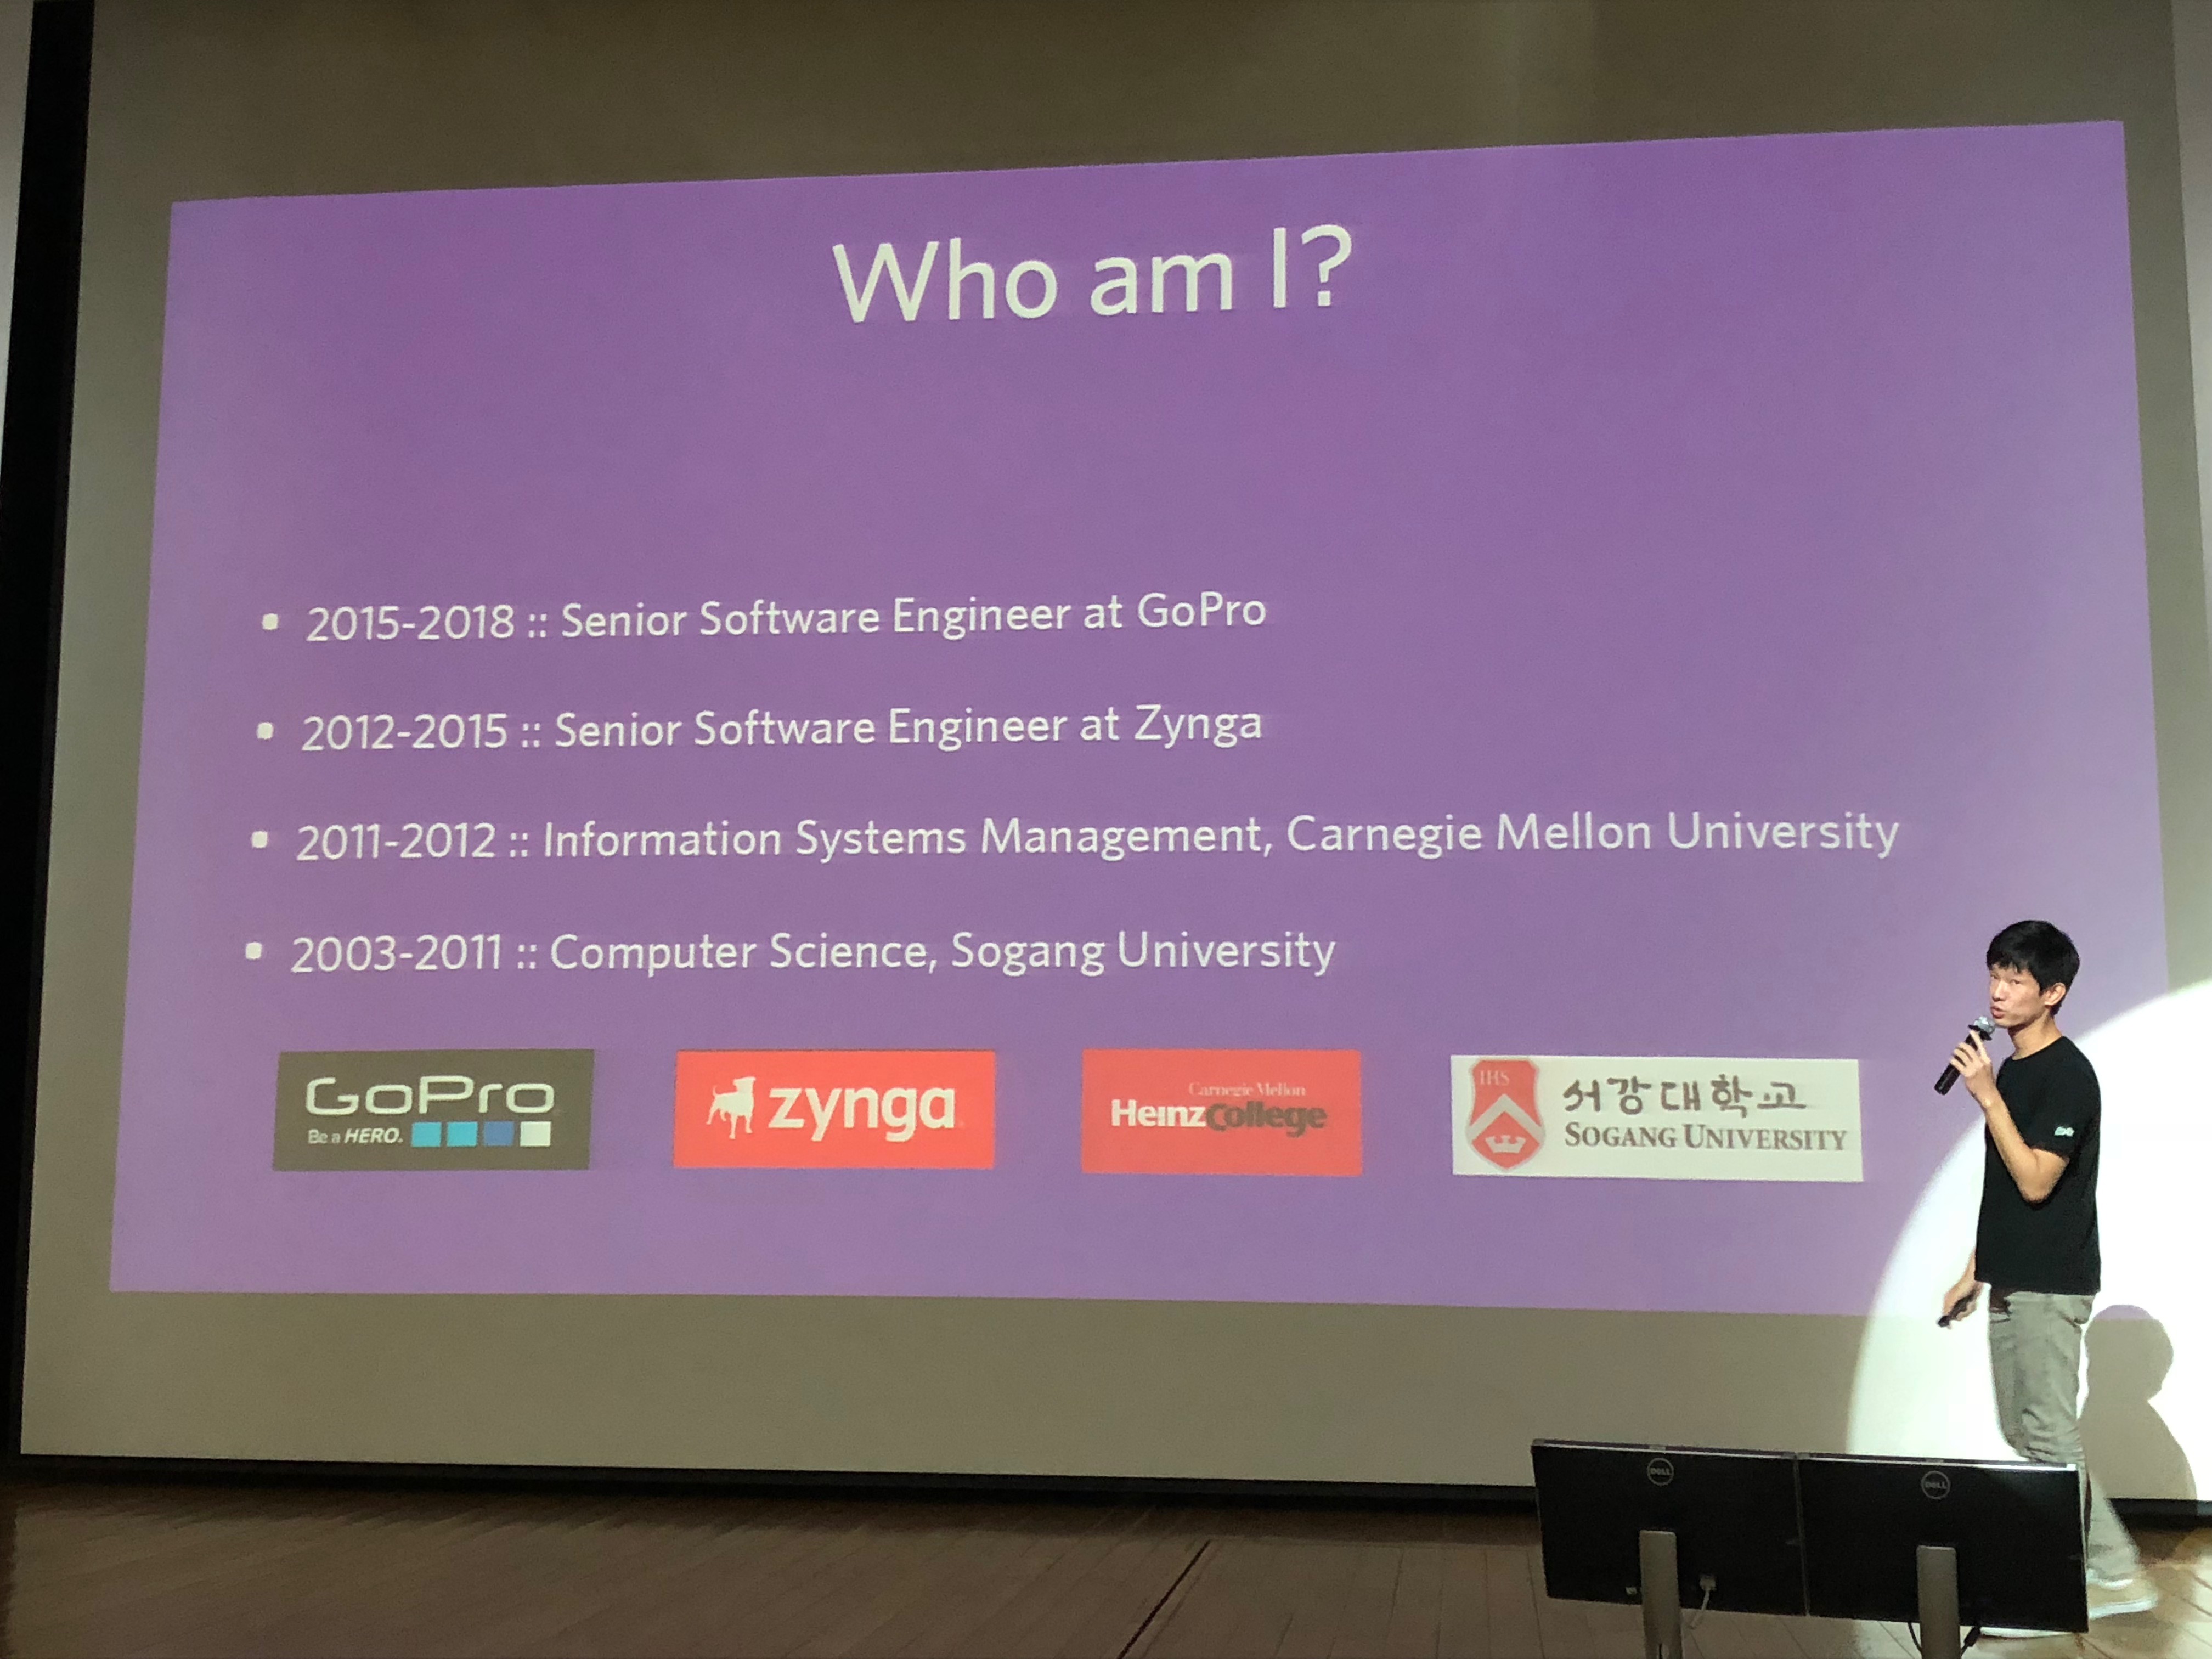 Who am I?
▪ 2015-2018 :: Senior Software Engineer at GoPro
▪ 2012-2015 :: Senior Software Engineer at Zynga
▪ 2011-2012 :: Information Systems Management, Carnegie Mellon University
▪ 2003-2011 :: Computer Science, Sogang University
GoPro
Be a HERO.
zynga
Carnegie Mellon
HeinzCollege
IHS
서강대학교
SOGANG UNIVERSITY
DELL
DELL